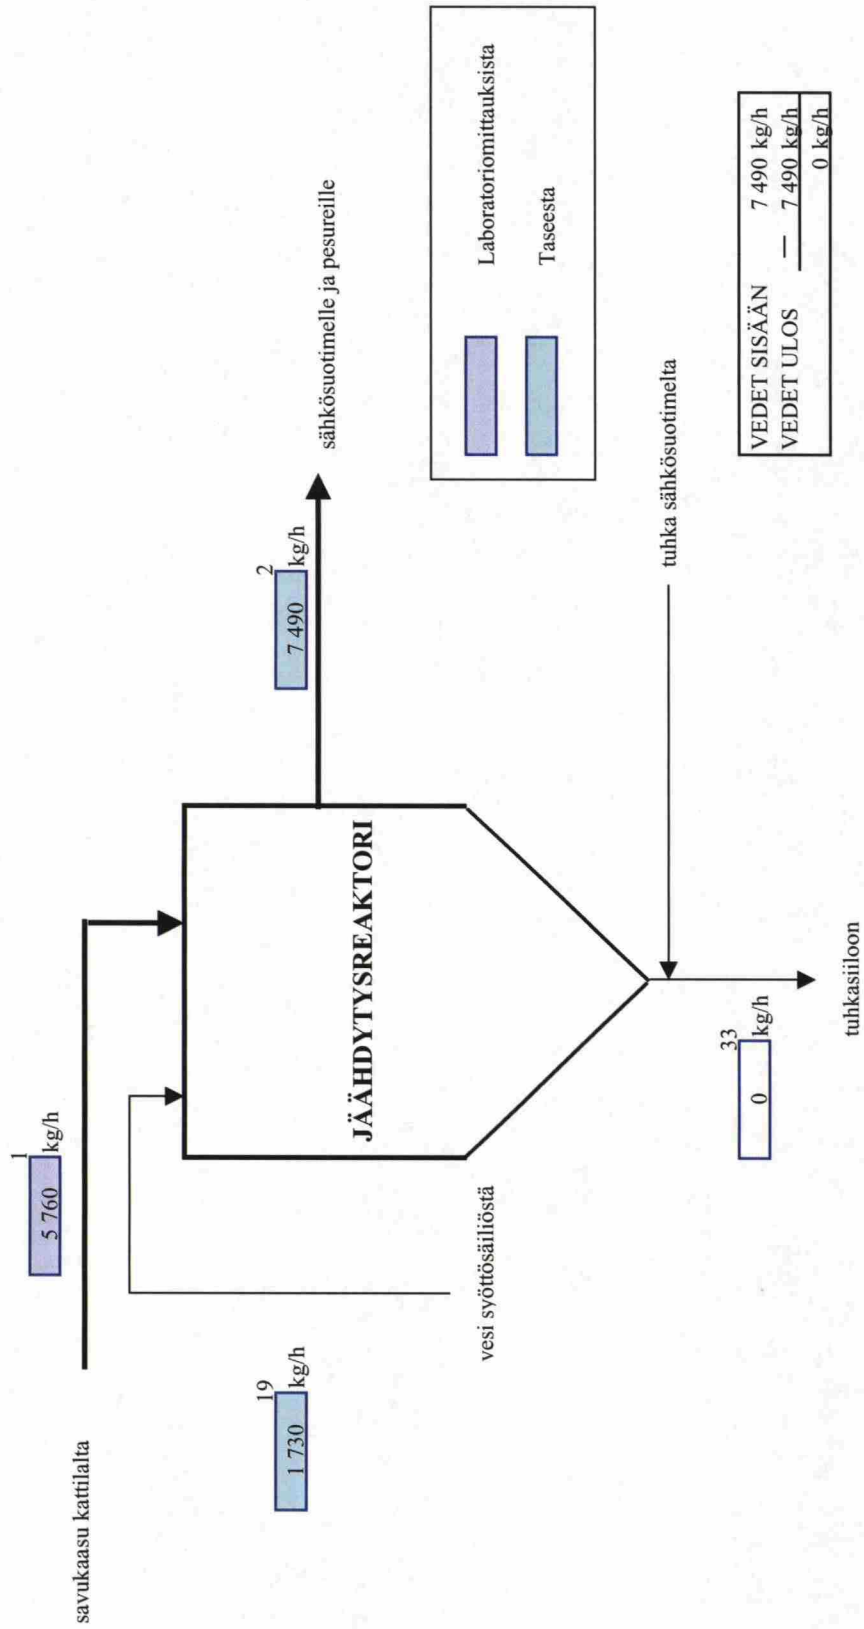 savukaasu kattilalta
1
5 760 kg/h
19
1 730 kg/h
vesi syöttösäiliöstä
JÄÄHDYTYSREAKTORI
2
7 490 kg/h
sähkösuotimelle ja pesureille
Laboratoriomittauksista
Taseesta
tuhka sähkösuotimelta
33
0 kg/h
tuhkasiiloon
VEDET SISÄÄN 7 490 kg/h
VEDET ULOS — 7 490 kg/h
0 kg/h